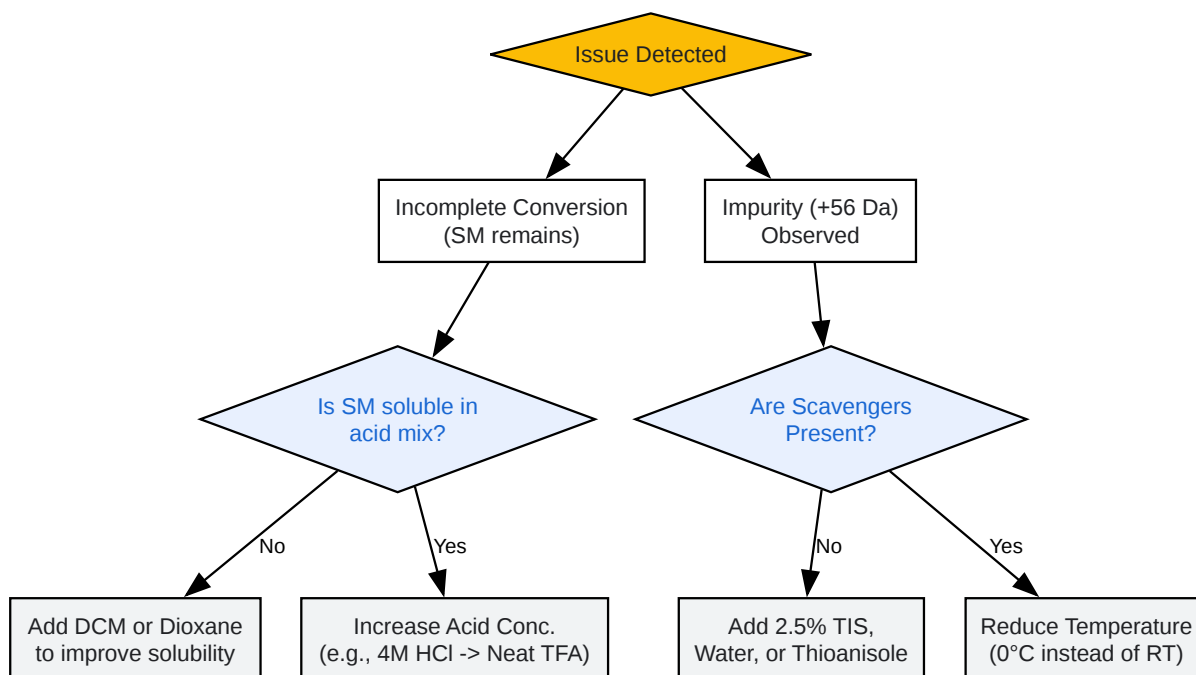 Issue Detected
Incomplete Conversion
(SM remains)
Impurity (+56 Da)
Observed
Is SM soluble in
acid mix?
Are Scavengers
Present?
No
Yes
No
Yes
Add DCM or Dioxane
to improve solubility
Increase Acid Conc.
(e.g., 4M HCl -> Neat TFA)
Add 2.5% TIS,
Water, or Thioanisole
Reduce Temperature
(0°C instead of RT)